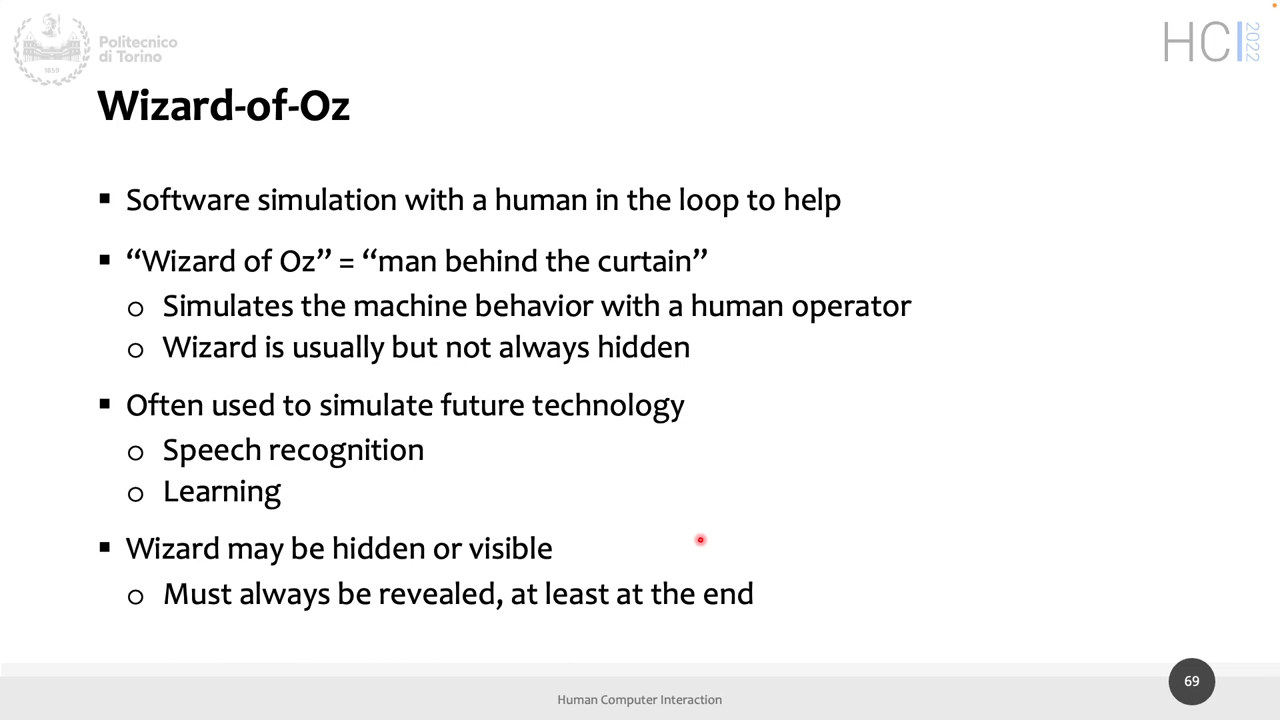 Politecnico
di Torino
1859
HCI 2022
Wizard-of-Oz
▪ Software simulation with a human in the loop to help
▪ “Wizard of Oz” = “man behind the curtain”
o Simulates the machine behavior with a human operator
o Wizard is usually but not always hidden
▪ Often used to simulate future technology
o Speech recognition
o Learning
▪ Wizard may be hidden or visible
o Must always be revealed, at least at the end
Human Computer Interaction
69